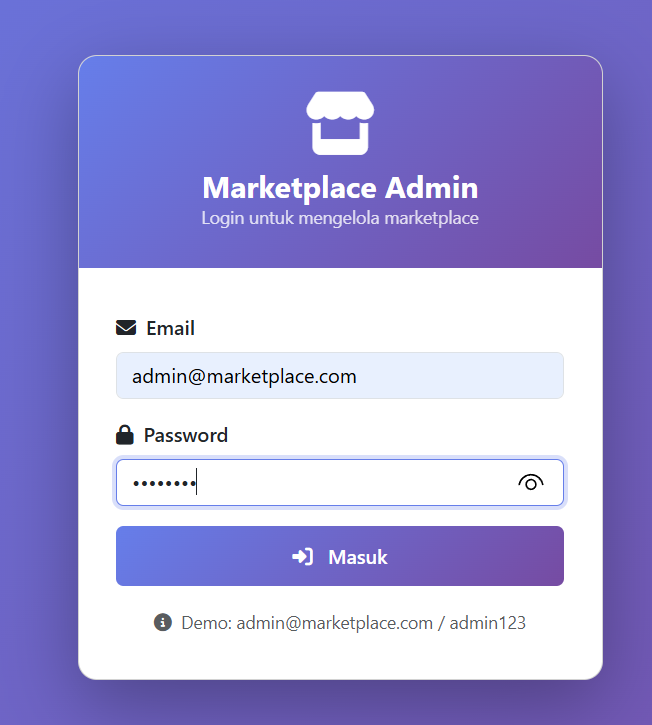 Marketplace Admin
Login untuk mengelola marketplace
Email
admin@marketplace.com
Password
••••••••
Masuk
Demo: admin@marketplace.com / admin123